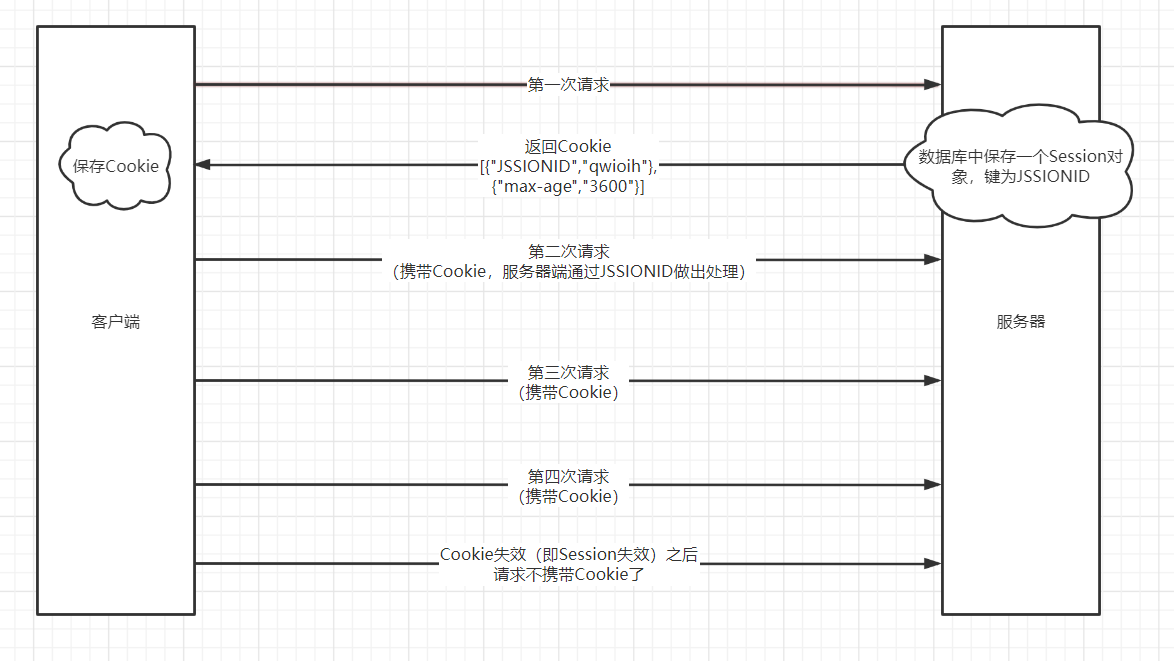 第一次请求
返回Cookie
[{"JSSIONID","qwioih"},
{"max-age","3600"}]
保存Cookie
数据库中保存一个Session对
象，键为JSSIONID
第二次请求
（携带Cookie，服务器端通过JSSIONID做出处理）
客户端
服务器
第三次请求
（携带Cookie）
第四次请求
（携带Cookie）
Cookie失效（即Session失效）之后
请求不携带Cookie了